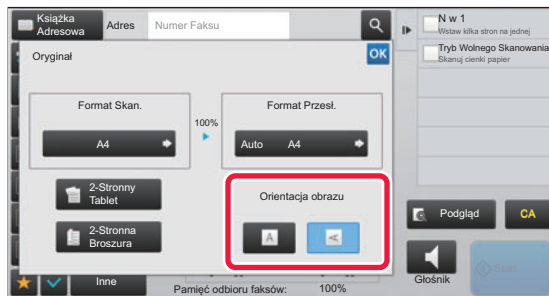 Książka
Adresowa
Adres
Numer Faksu
N w 1
Wstaw kilka stron na jednej
Tryb Wolnego Skanowania
Skanuj cienki papier
Oryginał
OK
Format Skan.
100%
Format Przesł.
A4
Auto A4
2-Stronny
Tablet
2-Stronna
Broszura
Orientacja obrazu
A
A
Podgląd
CA
Głośnik
Start
Inne
Pamięć odbioru faksów: 100%